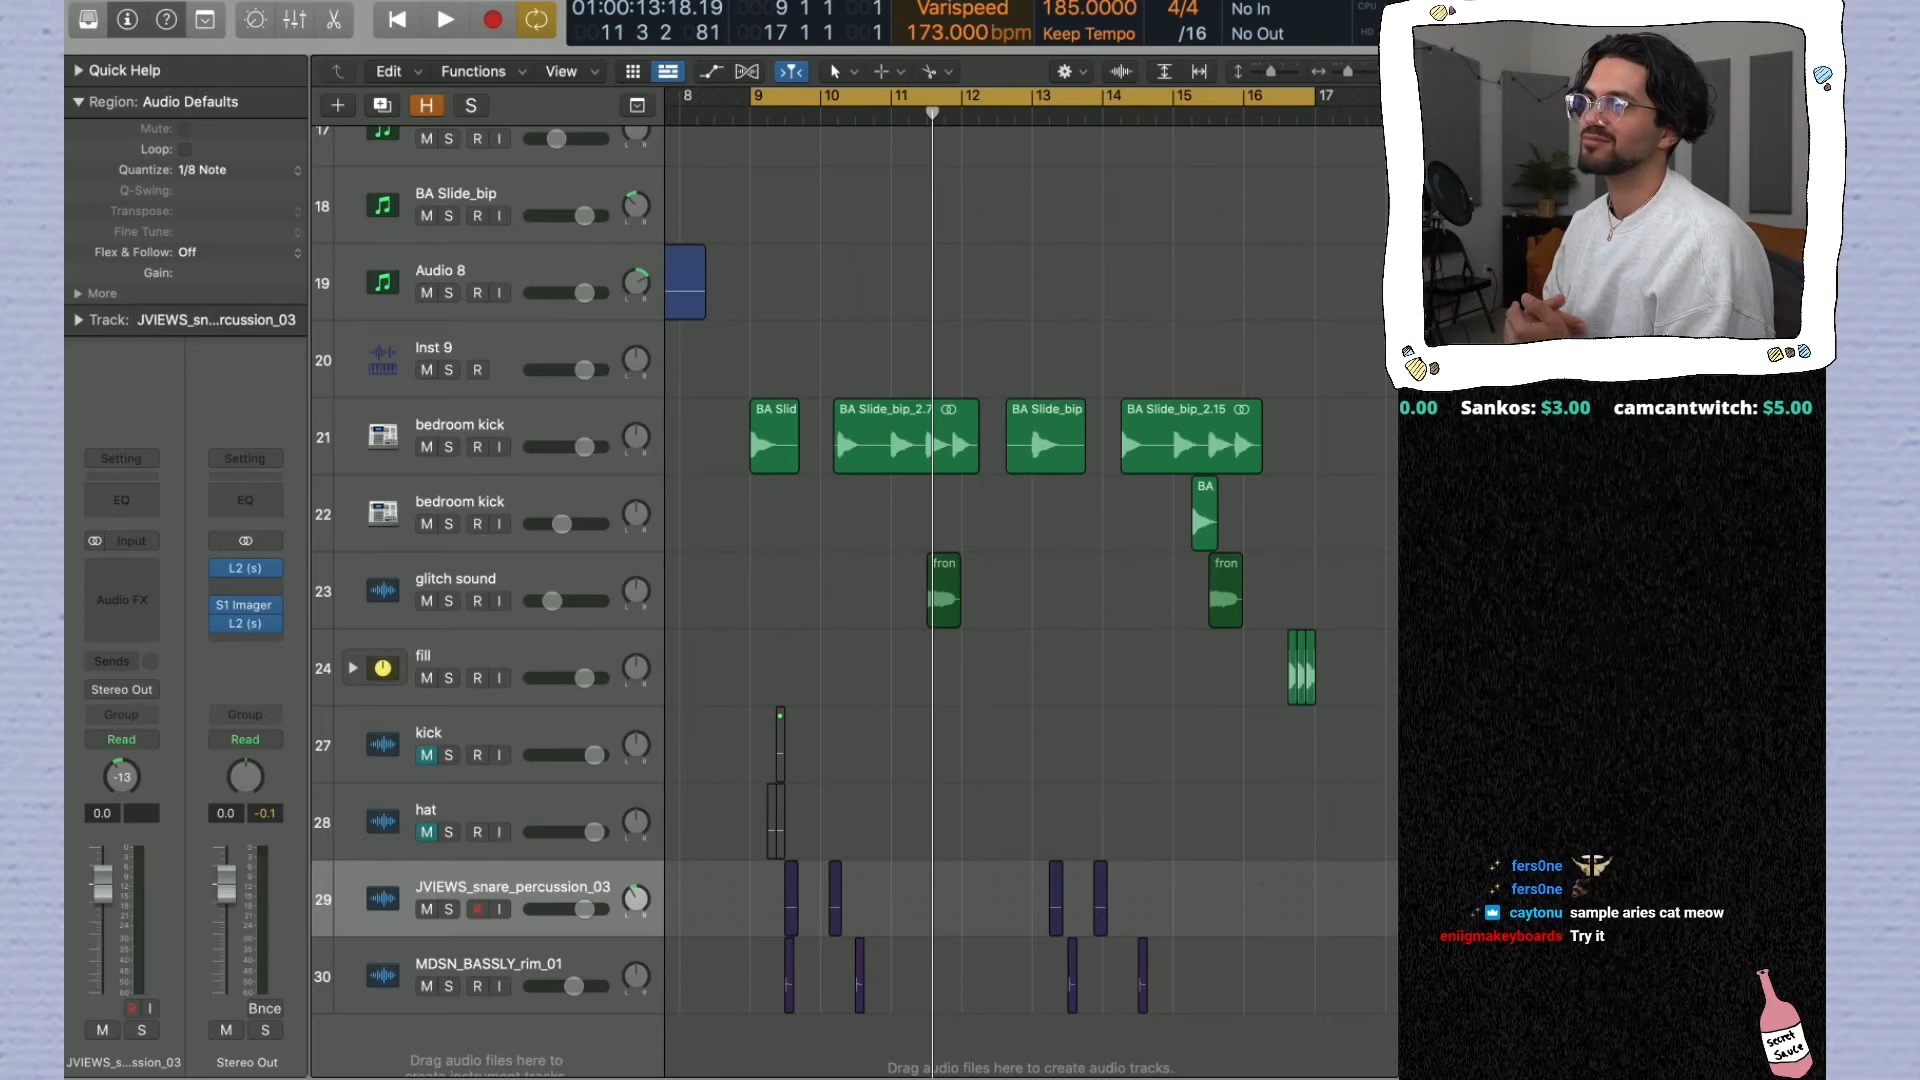 01:00:13:18.19
11 3 2 081
9 1 1 1
17 1 1 1
Varispeed
173.000 bpm
185.0000
Keep Tempo
4/4
/16
No In
No Out
CPU
HD
Quick Help
Region: Audio Defaults
Mute:
Loop:
Quantize: 1/8 Note
Q-Swing:
Transpose:
Fine Tune:
Flex & Follow: Off
Gain:
More
Track: JVIEWS_sn...rcussion_03
Edit
Functions
View
H
S
8 9 10 11 12 13 14 15 16 17
17
M S R I
18
BA Slide_bip
M S R I
L R
19
Audio 8
M S R I
L R
20
Inst 9
M S R
L R
21
bedroom kick
M S R I
L R
BA Slid
BA Slide_bip_2.7
BA Slide_bip
BA Slide_bip_2.15
22
bedroom kick
M S R I
L R
BA
23
glitch sound
M S R I
L R
fron
fron
24
fill
M S R I
L R
27
kick
M S R I
L R
28
hat
M S R I
L R
29
JVIEWS_snare_percussion_03
M S R I
L R
30
MDSN_BASSLY_rim_01
M S R I
L R
Drag audio files here to
Drag audio files here to create audio tracks.
Setting
Setting
EQ
EQ
Input
L2 (s)
Audio FX
S1 Imager
L2 (s)
Sends
Stereo Out
Group
Group
Read
Read
-13
0.0
0.0 -0.1
R I
Bnce
M S
M S
JVIEWS_s...ssion_03
Stereo Out
0.00 Sankos: $3.00 camcantwitch: $5.00
fers0ne
fers0ne
caytonu sample aries cat meow
eniigmakeyboards Try it
Secret
Sauce